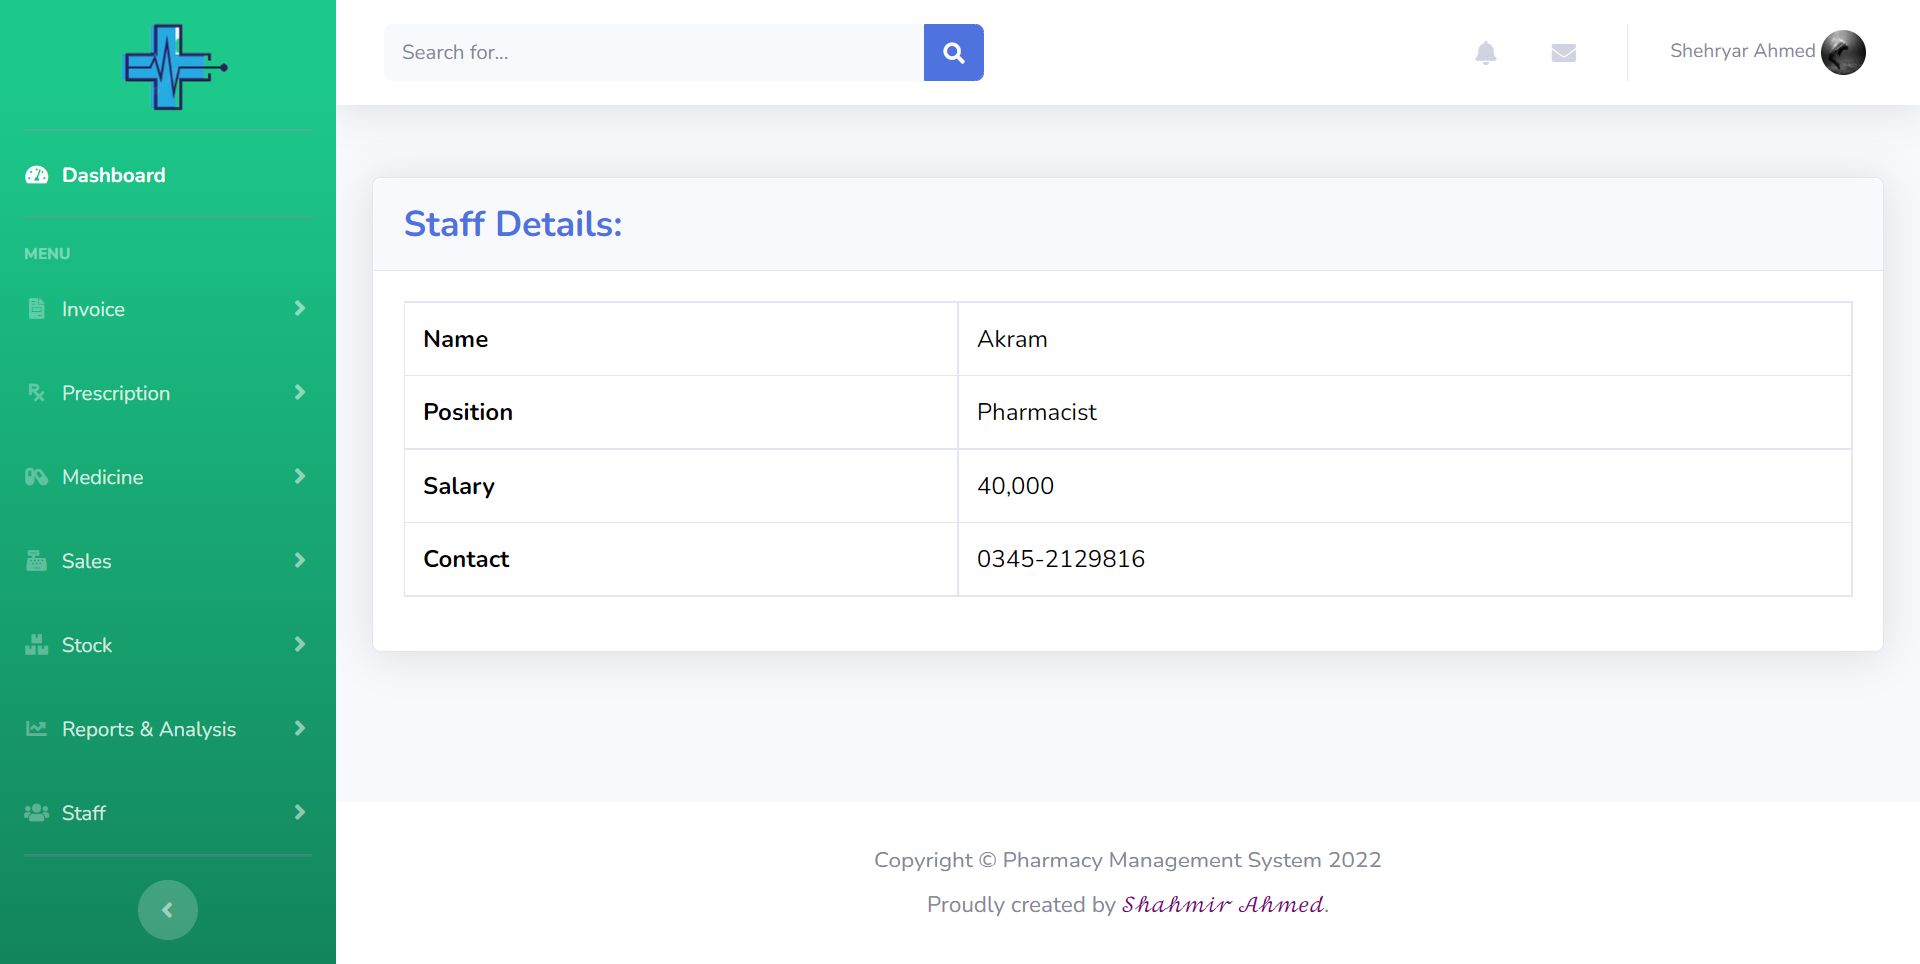 Search for...
Shehryar Ahmed
Dashboard
MENU
Invoice
Prescription
Medicine
Sales
Stock
Reports & Analysis
Staff
Staff Details:
Name Akram
Position Pharmacist
Salary 40,000
Contact 0345-2129816
Copyright © Pharmacy Management System 2022
Proudly created by Shahmir Ahmed.